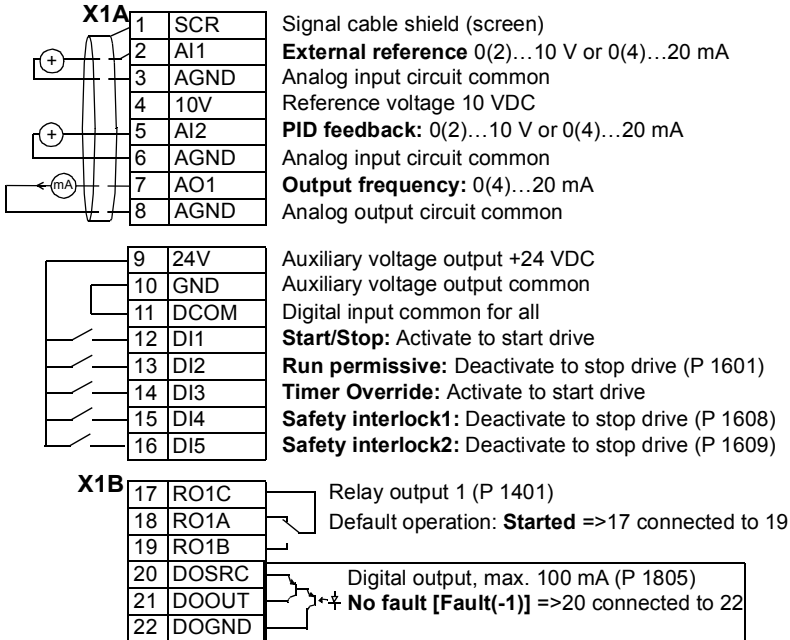 X1A
1 SCR Signal cable shield (screen)
2 AI1 External reference 0(2)…10 V or 0(4)…20 mA
3 AGND Analog input circuit common
4 10V Reference voltage 10 VDC
5 AI2 PID feedback: 0(2)…10 V or 0(4)…20 mA
6 AGND Analog input circuit common
7 AO1 Output frequency: 0(4)…20 mA
8 AGND Analog output circuit common
+
+
mA
9 24V Auxiliary voltage output +24 VDC
10 GND Auxiliary voltage output common
11 DCOM Digital input common for all
12 DI1 Start/Stop: Activate to start drive
13 DI2 Run permissive: Deactivate to stop drive (P 1601)
14 DI3 Timer Override: Activate to start drive
15 DI4 Safety interlock1: Deactivate to stop drive (P 1608)
16 DI5 Safety interlock2: Deactivate to stop drive (P 1609)
X1B
17 RO1C Relay output 1 (P 1401)
18 RO1A Default operation: Started =>17 connected to 19
19 RO1B
20 DOSRC Digital output, max. 100 mA (P 1805)
21 DOOUT No fault [Fault(-1)] =>20 connected to 22
22 DOGND